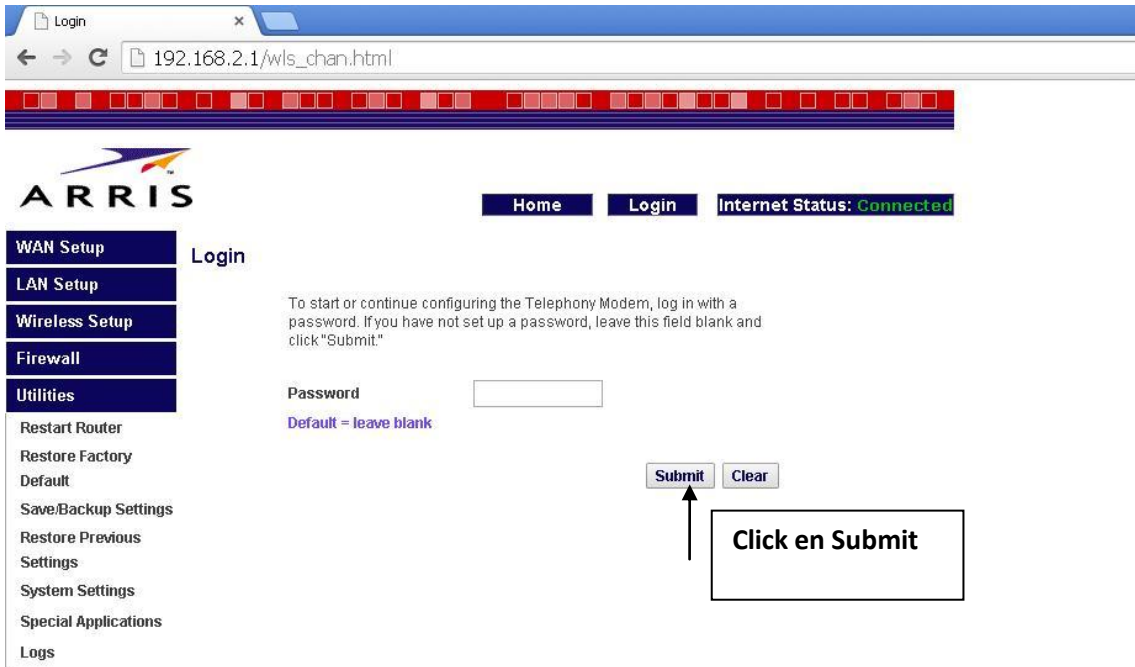 Login
192.168.2.1/wls_chan.html
ARRIS
Home Login Internet Status: Connected
WAN Setup
LAN Setup
Wireless Setup
Firewall
Utilities
Restart Router
Restore Factory
Default
Save/Backup Settings
Restore Previous
Settings
System Settings
Special Applications
Logs
Login
To start or continue configuring the Telephony Modem, log in with a
password. If you have not set up a password, leave this field blank and
click "Submit."
Password
Default = leave blank
Submit Clear
Click en Submit